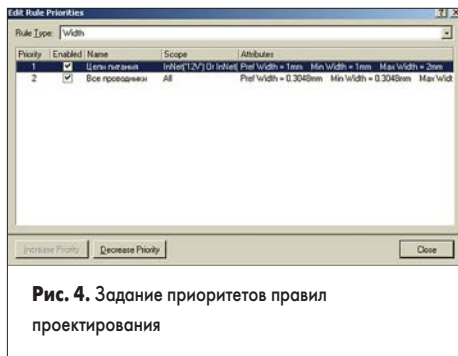 Edit Rule Priorities
Rule Type: Width
Priority Enabled Name Scope Attributes
1 Цепи питания InNet('12V') Or InNet( Pref Width = 1mm Min Width = 1mm Max Width = 2mm
2 Все проводники All Pref Width = 0.3048mm Min Width = 0.3048mm Max Widt
Increase Priority Decrease Priority Close
Рис. 4. Задание приоритетов правил
проектирования